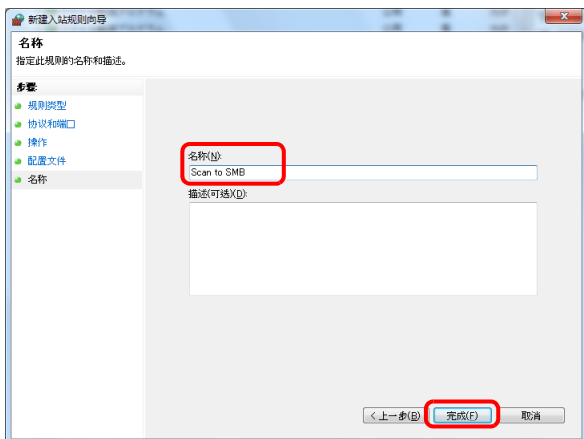 新建入站规则向导
名称
指定此规则的名称和描述。
步骤:
规则类型
协议和端口
操作
配置文件
名称
名称(N):
Scan to SMB
描述(可选)(D):
< 上一步(B)
完成(F)
取消